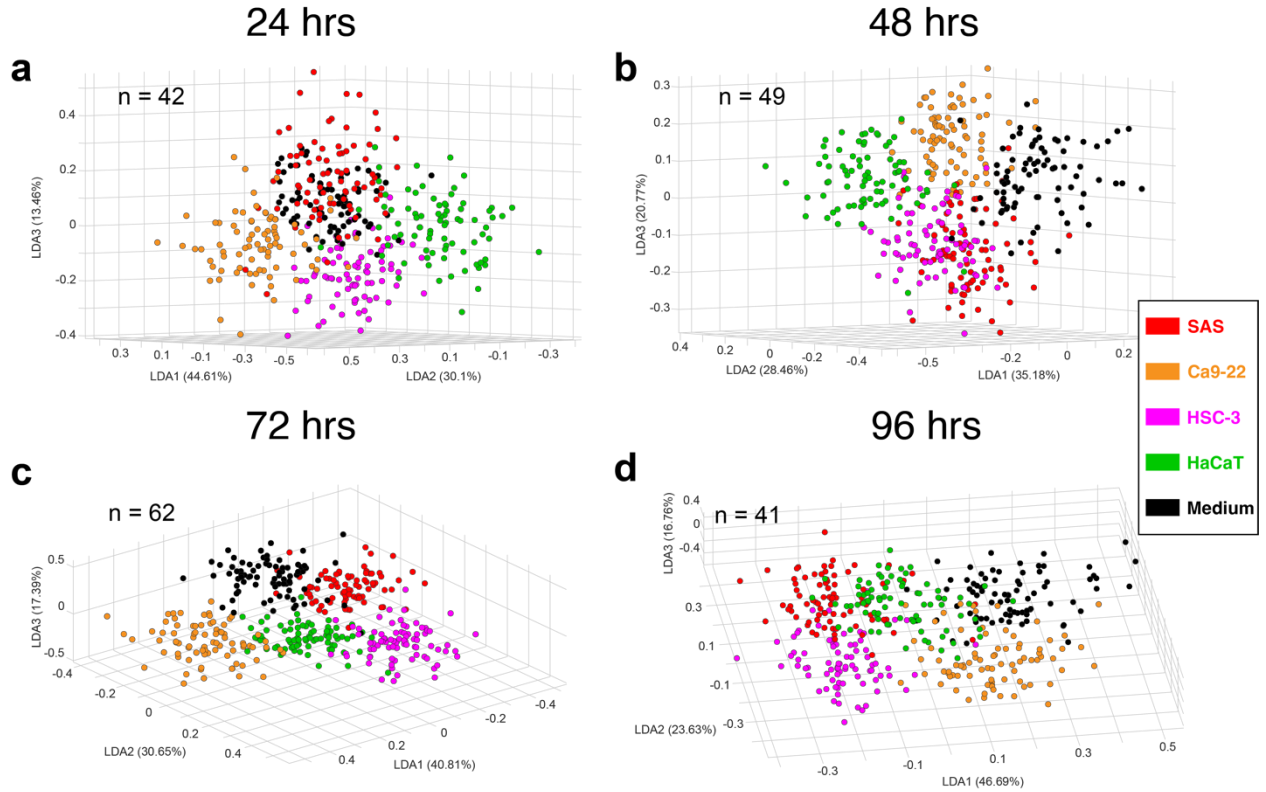 24 hrs
48 hrs
a
n = 42
0.4
0.2
0
-0.2
-0.4
LDA3 (13.46%)
0.3 0.1 -0.1 -0.3 -0.5 0.5 0.3 0.1 -0.1 -0.3
LDA1 (44.61%) LDA2 (30.1%)
b
n = 49
0.3
0.2
0.1
0
-0.1
-0.2
-0.3
LDA3 (20.77%)
0.4 0.2 0 -0.2 -0.4 -0.5 -0.2 0 0.2
LDA2 (28.46%) LDA1 (35.18%)
SAS
Ca9-22
HSC-3
HaCaT
Medium
72 hrs
96 hrs
c
n = 62
0.5
0
-0.5
LDA3 (17.39%)
-0.4
-0.2
0
0.2
0.4
LDA2 (30.65%)
0.4
0.2
0
-0.2
-0.4
LDA1 (40.81%)
d
n = 41
0.4
0
-0.4
LDA3 (16.76%)
0.3
0.1
-0.1
-0.3
LDA2 (23.63%)
-0.3 -0.1 0.1 0.3 0.5
LDA1 (46.69%)